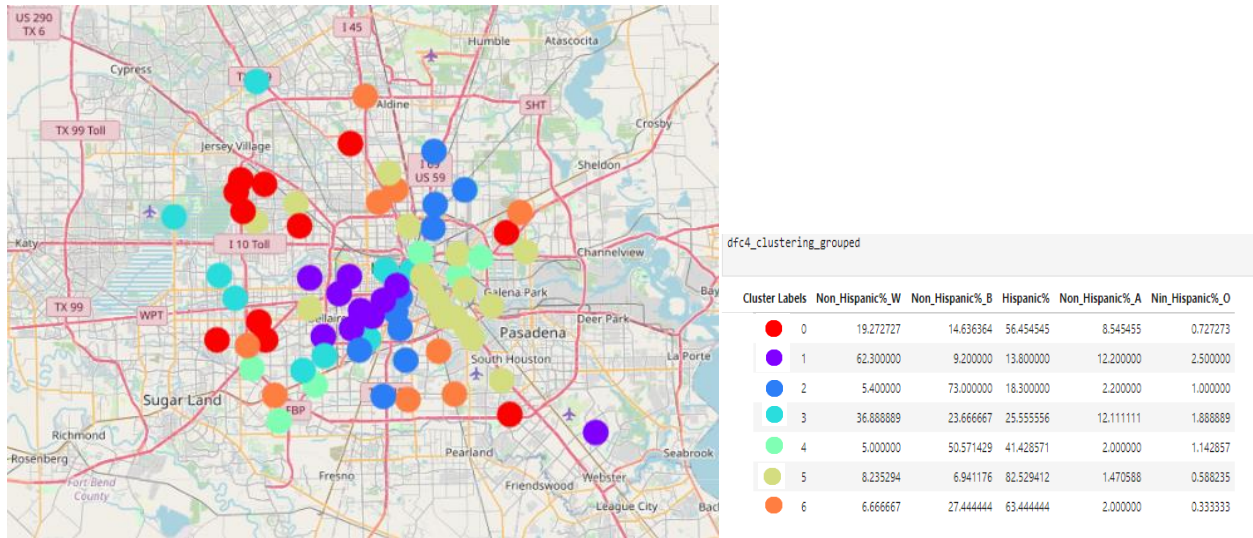 US 290
TX 6
I 45
Humble
Atascocita
Cypress
Aldine
SHT
TX 99 Toll
Crosby
Jersey Village
Sheldon
I 69
US 59
Katy
I 10 Toll
Channelview
TX 99
WPT
Galena Park
Bay
Bellaire
Deer Park
Pasadena
South Houston
La Porte
Sugar Land
FBP
Richmond
Pearland
Seabrook
Rosenberg
Fort Bend
County
Fresno
Webster
Friendswood
League City
Bac
dfc4_clustering_grouped
Cluster Labels Non_Hispanic%_W Non_Hispanic%_B Hispanic% Non_Hispanic%_A Nin_Hispanic%_O
0 19.272727 14.636364 56.454545 8.545455 0.727273
1 62.300000 9.200000 13.800000 12.200000 2.500000
2 5.400000 73.000000 18.300000 2.200000 1.000000
3 36.888889 23.666667 25.555556 12.111111 1.888889
4 5.000000 50.571429 41.428571 2.000000 1.142857
5 8.235294 6.941176 82.529412 1.470588 0.588235
6 6.666667 27.444444 63.444444 2.000000 0.333333